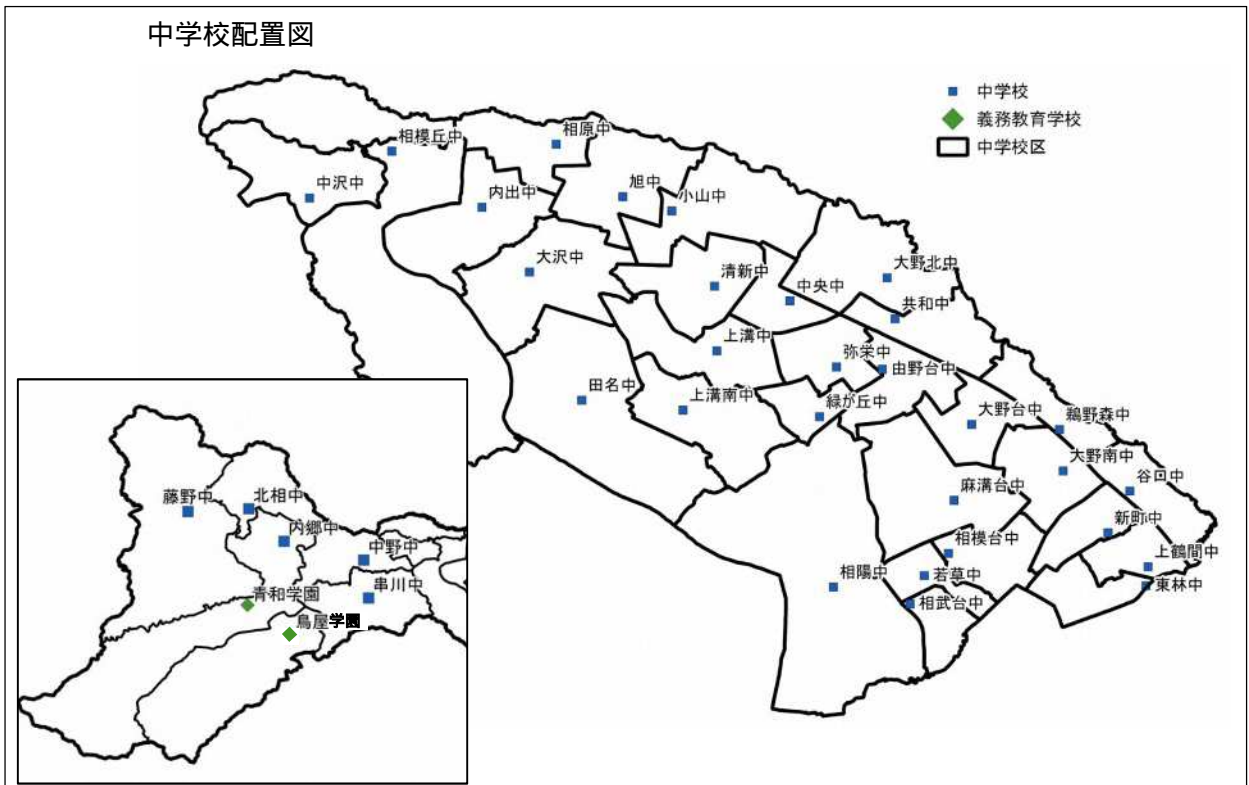 中学校配置図
中学校
義務教育学校
中学校区
相原中
相模丘中
中沢中
内出中
旭中
小山中
大沢中
清新中
中央中
大野北中
共和中
上溝中
弥栄中
由野台中
田名中
上溝南中
緑が丘中
大野台中
鵜野森中
大野南中
谷口中
麻溝台中
新町中
相模台中
上鶴間中
相陽中
若草中
東林中
相武台中
藤野中
北相中
内郷中
中野中
串川中
青和学園
鳥屋学園